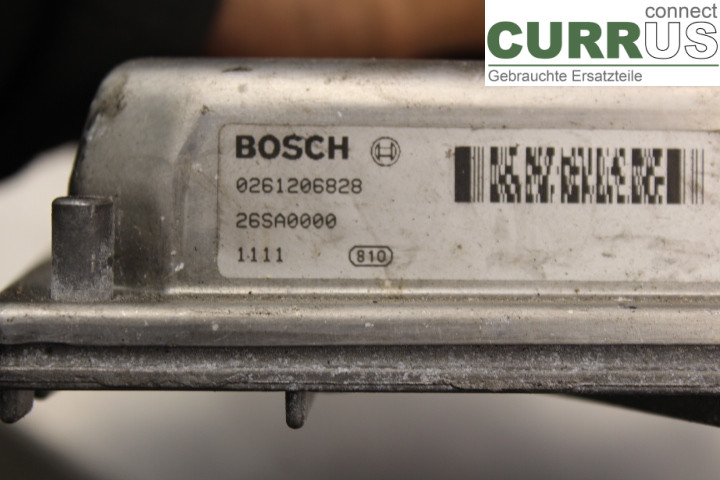 connect
CURRUS
Gebrauchte Ersatzteile
BOSCH
0261206828
26SA0000
1111 810